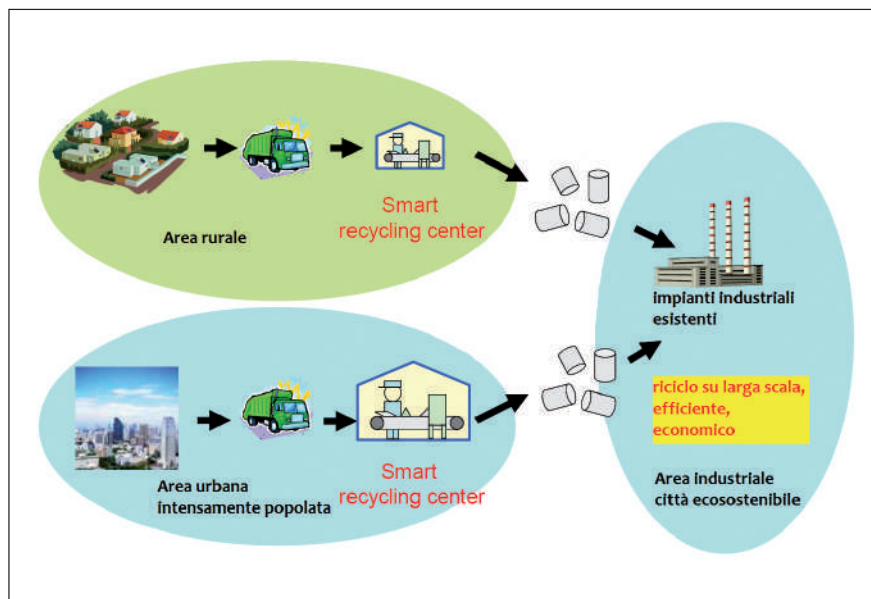 Smart
recycling center
Area rurale
impianti industriali
esistenti
riciclo su larga scala,
efficiente,
economico
Smart
recycling center
Area urbana
intensamente popolata
Area industriale
città ecosostenibile